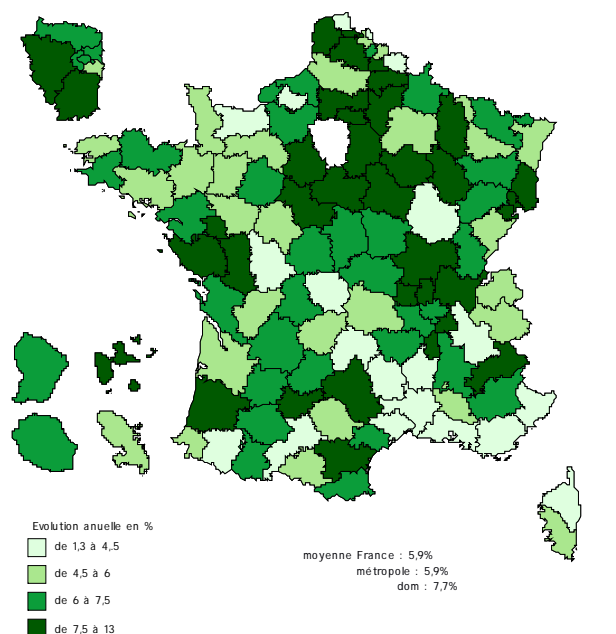 Evolution anuelle en %
de 1,3 à 4,.5
de 4,5 à 6
de 6 à 7,5
de 7,5 à 13
moyenne France : 5,9%
métropole : 5,9%
dom : 7,7%